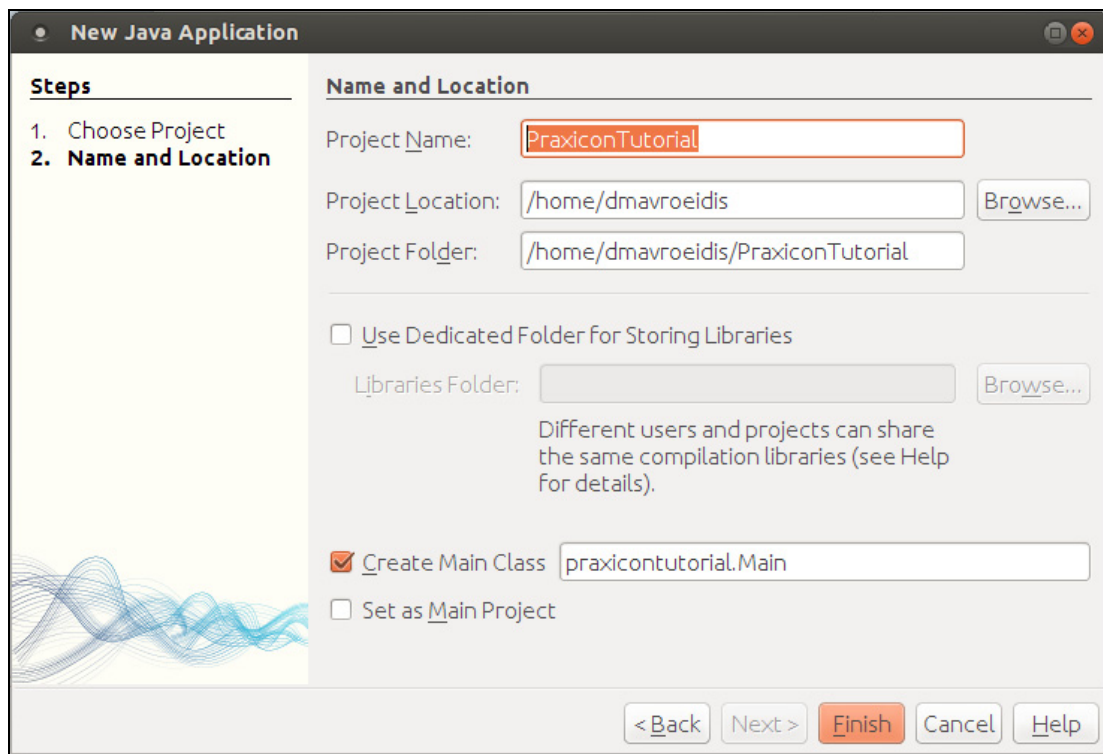 New Java Application
Steps
1. Choose Project
2. Name and Location
Name and Location
Project Name: PraxiconTutorial
Project Location: /home/dmavroeidis Browse...
Project Folder: /home/dmavroeidis/PraxiconTutorial
Use Dedicated Folder for Storing Libraries
Libraries Folder: Browse...
Different users and projects can share
the same compilation libraries (see Help
for details).
Create Main Class praxicontutorial.Main
Set as Main Project
< Back Next > Finish Cancel Help